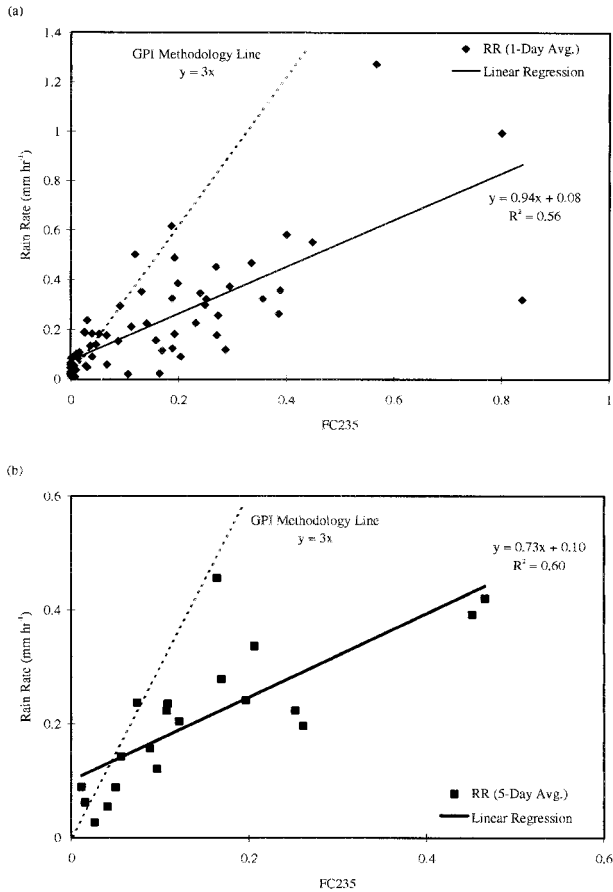 (a)
1.4
1.2
1
0.8
0.6
0.4
0.2
0
Rain Rate (mm hr⁻¹)
GPI Methodology Line
y = 3x
RR (1-Day Avg.)
Linear Regression
y = 0.94x + 0.08
R² = 0.56
0 0.2 0.4 0.6 0.8 1
FC235
(b)
0.6
0.4
0.2
0
Rain Rate (mm hr⁻¹)
GPI Methodology Line
y = 3x
y = 0.73x + 0.10
R² = 0.60
RR (5-Day Avg.)
Linear Regression
0 0.2 0.4 0.6
FC235